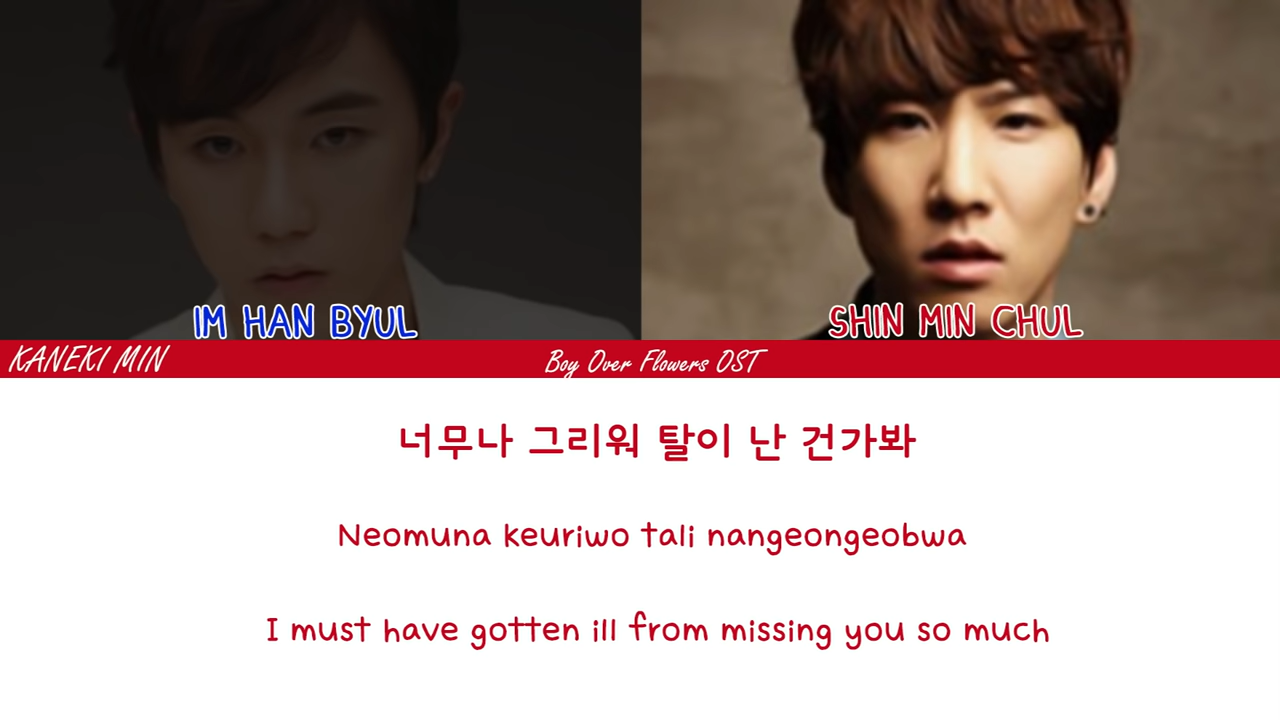 IM HAN BYUL
SHIN MIN CHUL
KANEKI MIN
Boy Over Flowers OST
너무나 그리워 탈이 난 건가봐
Neomuna keuriwo tali nangeongeobwa
I must have gotten ill from missing you so much